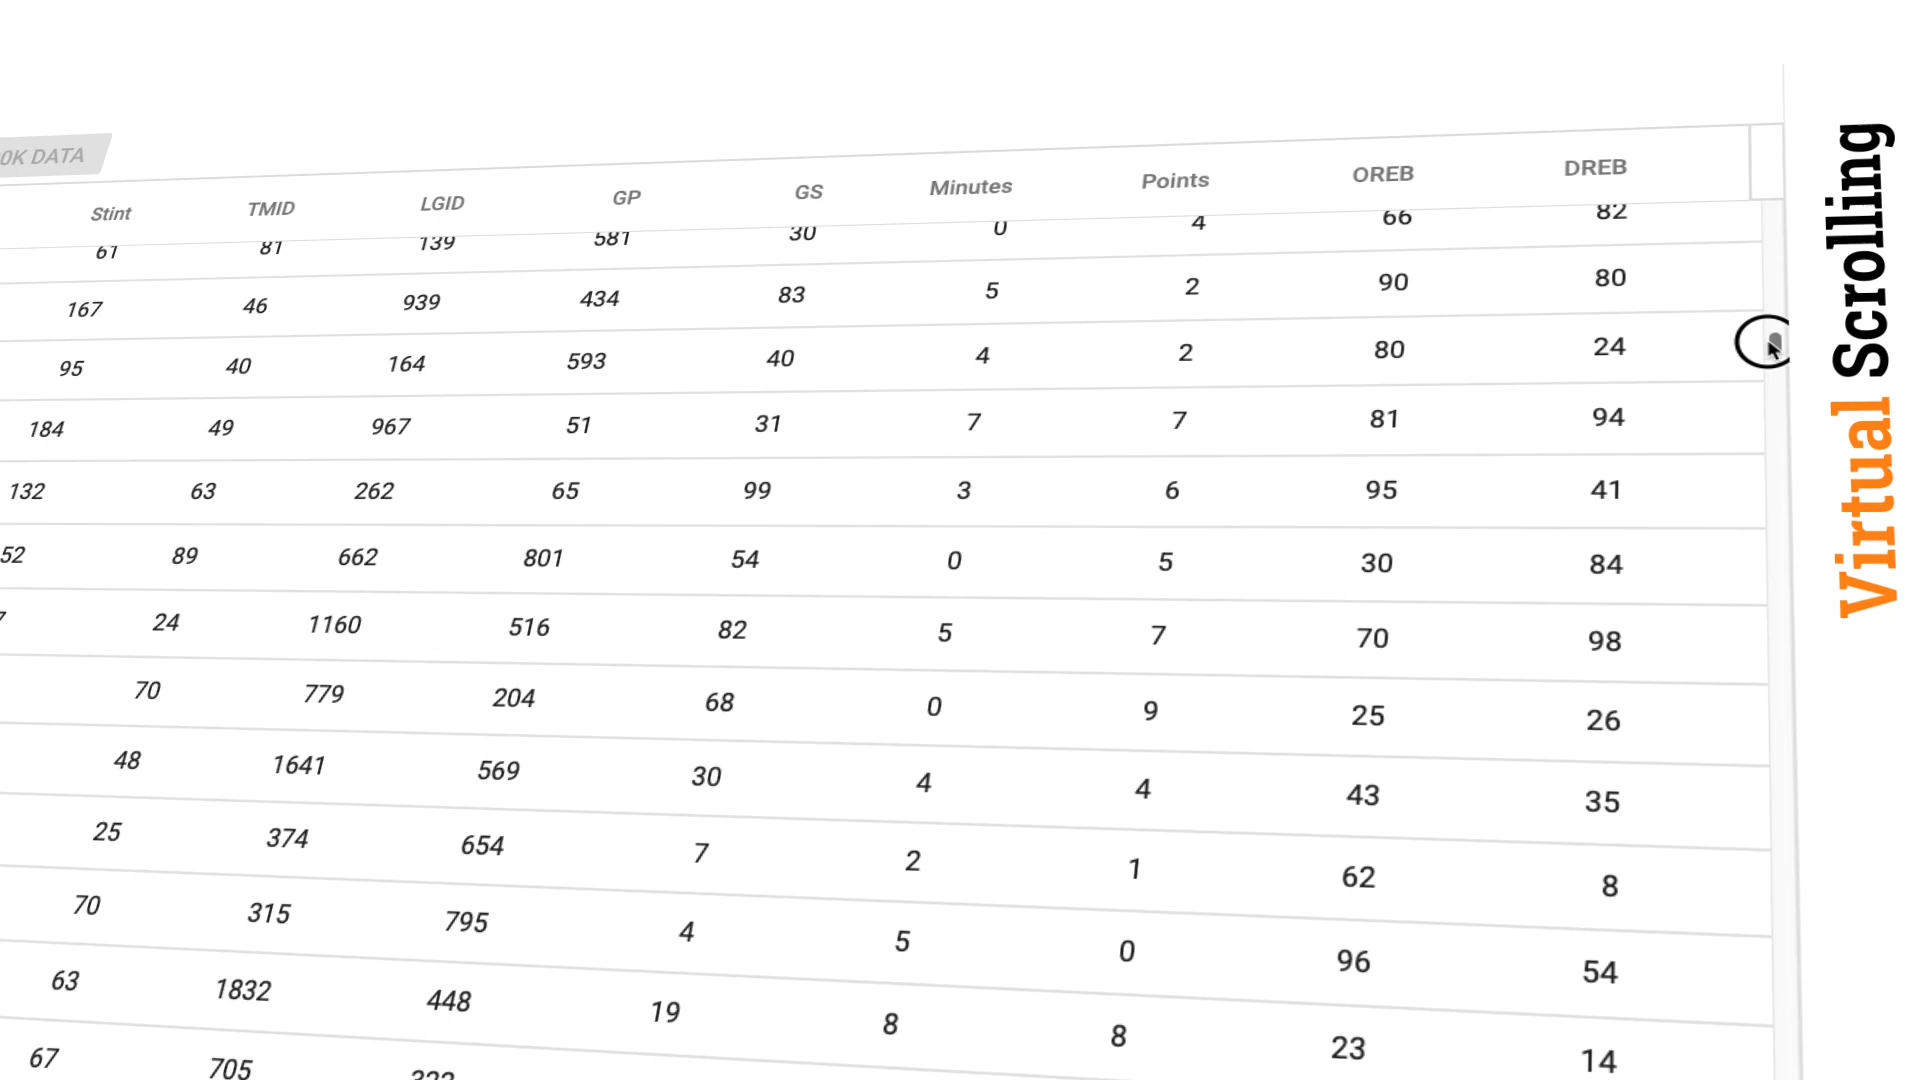 0K DATA
Stint TMID LGID GP GS Minutes Points OREB DREB
61 81 139 581 30 0 4 66 82
167 46 939 434 83 5 2 90 80
95 40 164 593 40 4 2 80 24
184 49 967 51 31 7 7 81 94
132 63 262 65 99 3 6 95 41
52 89 662 801 54 0 5 30 84
24 1160 516 82 5 7 70 98
70 779 204 68 0 9 25 26
48 1641 569 30 4 4 43 35
25 374 654 7 2 1 62 8
70 315 795 4 5 0 96 54
63 1832 448 19 8 8 23 14
67 705
Virtual Scrolling